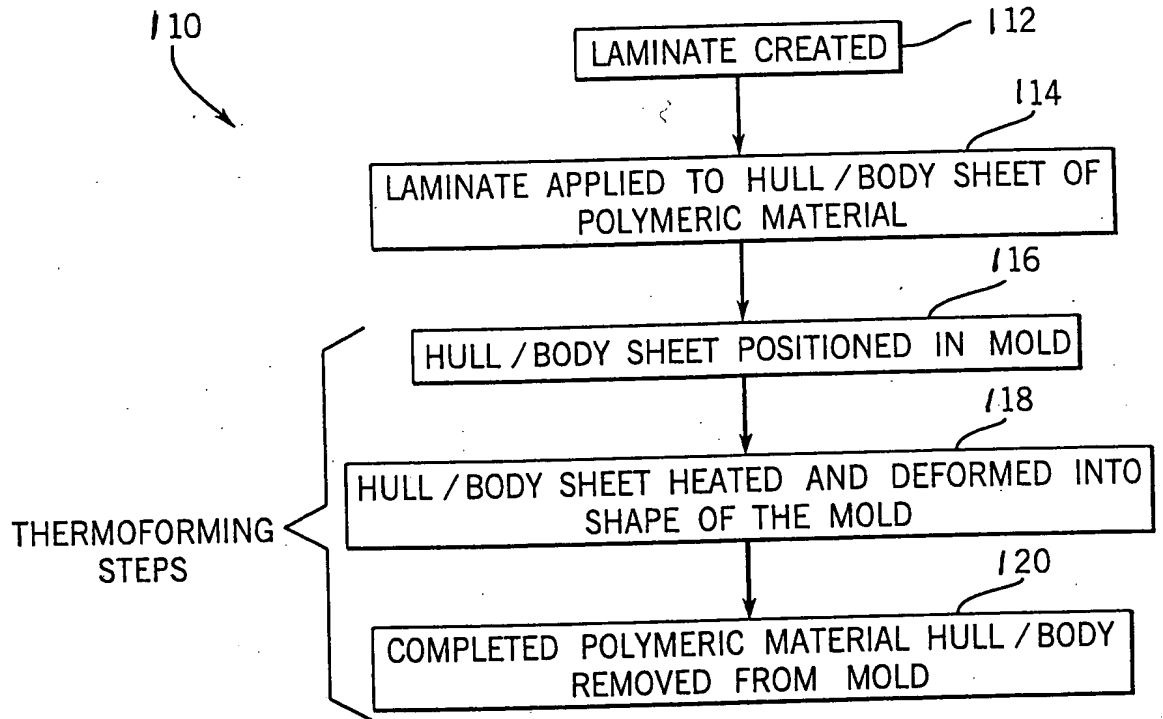 110
112
LAMINATE CREATED
114
LAMINATE APPLIED TO HULL/BODY SHEET OF
POLYMERIC MATERIAL
116
HULL/BODY SHEET POSITIONED IN MOLD
118
HULL/BODY SHEET HEATED AND DEFORMED INTO
SHAPE OF THE MOLD
THERMOFORMING
STEPS
120
COMPLETED POLYMERIC MATERIAL HULL/BODY
REMOVED FROM MOLD